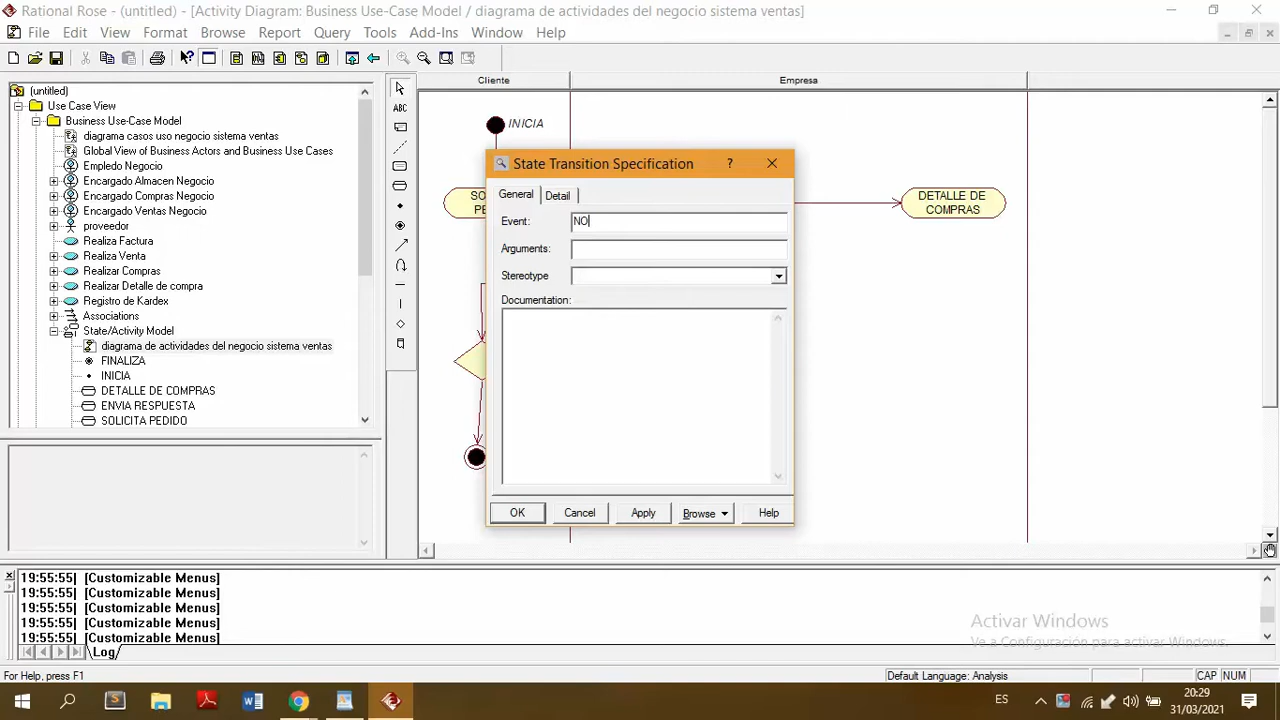 Rational Rose - (untitled) - [Activity Diagram: Business Use-Case Model / diagrama de actividades del negocio sistema ventas]
File Edit View Format Browse Report Query Tools Add-Ins Window Help
(untitled)
Use Case View
Business Use-Case Model
diagrama casos uso negocio sistema ventas
Global View of Business Actors and Business Use Cases
Empledo Negocio
Encargado Almacen Negocio
Encargado Compras Negocio
Encargado Ventas Negocio
proveedor
Realiza Factura
Realiza Venta
Realizar Compras
Realizar Detalle de compra
Registro de Kardex
Associations
State/Activity Model
diagrama de actividades del negocio sistema ventas
FINALIZA
INICIA
DETALLE DE COMPRAS
ENVIA RESPUESTA
SOLICITA PEDIDO
ABC
Cliente Empresa
INICIA
SO
PE
DETALLE DE
COMPRAS
State Transition Specification ?
General Detail
Event: NO
Arguments:
Stereotype
Documentation:
OK Cancel Apply Browse Help
19:55:55| [Customizable Menus]
19:55:55| [Customizable Menus]
19:55:55| [Customizable Menus]
19:55:55| [Customizable Menus]
19:55:55| [Customizable Menus]
Log
Activar Windows
Ve a Configuración para activar Windows.
For Help, press F1 Default Language: Analysis CAP NUM
ES 20:29
31/03/2021